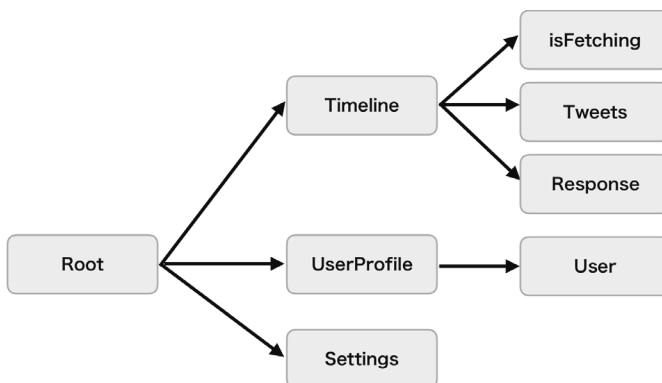 isFetching
Timeline
Tweets
Response
Root
UserProfile
User
Settings